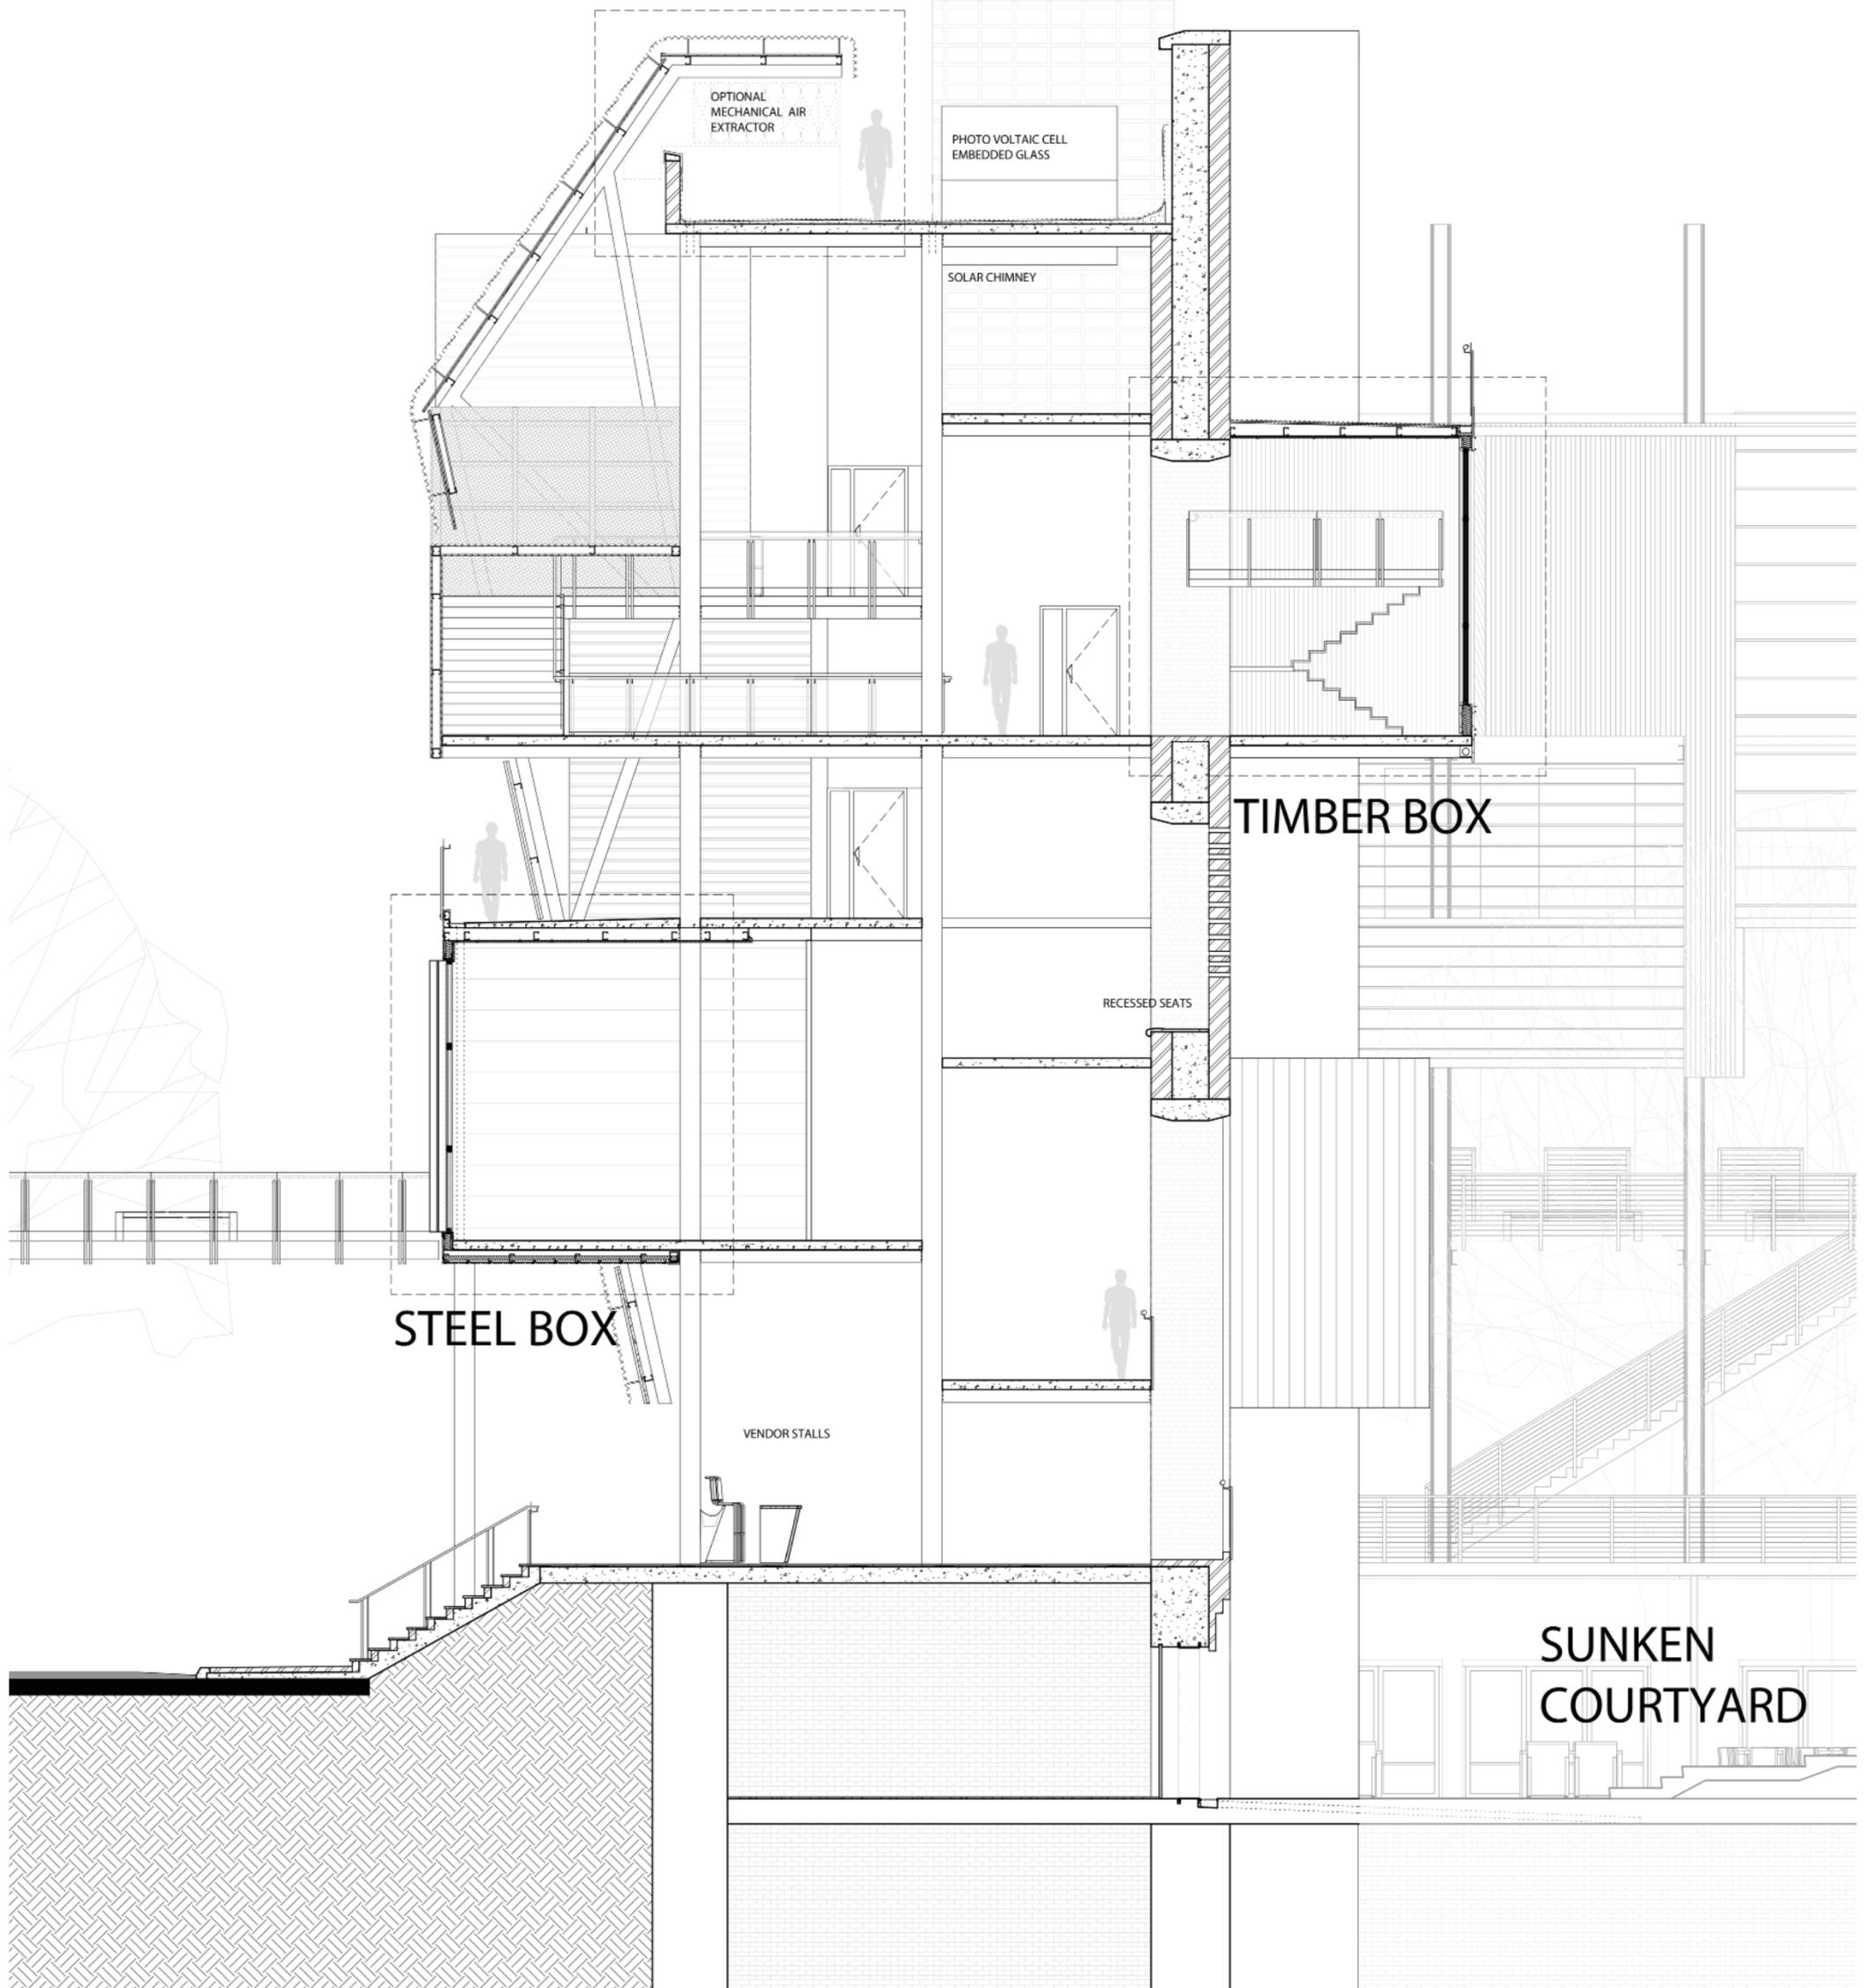 OPTIONAL
MECHANICAL AIR
EXTRACTOR
PHOTO VOLTAIC CELL
EMBEDDED GLASS
SOLAR CHIMNEY
TIMBER BOX
RECESSED SEATS
STEEL BOX
VENDOR STALLS
SUNKEN
COURTYARD